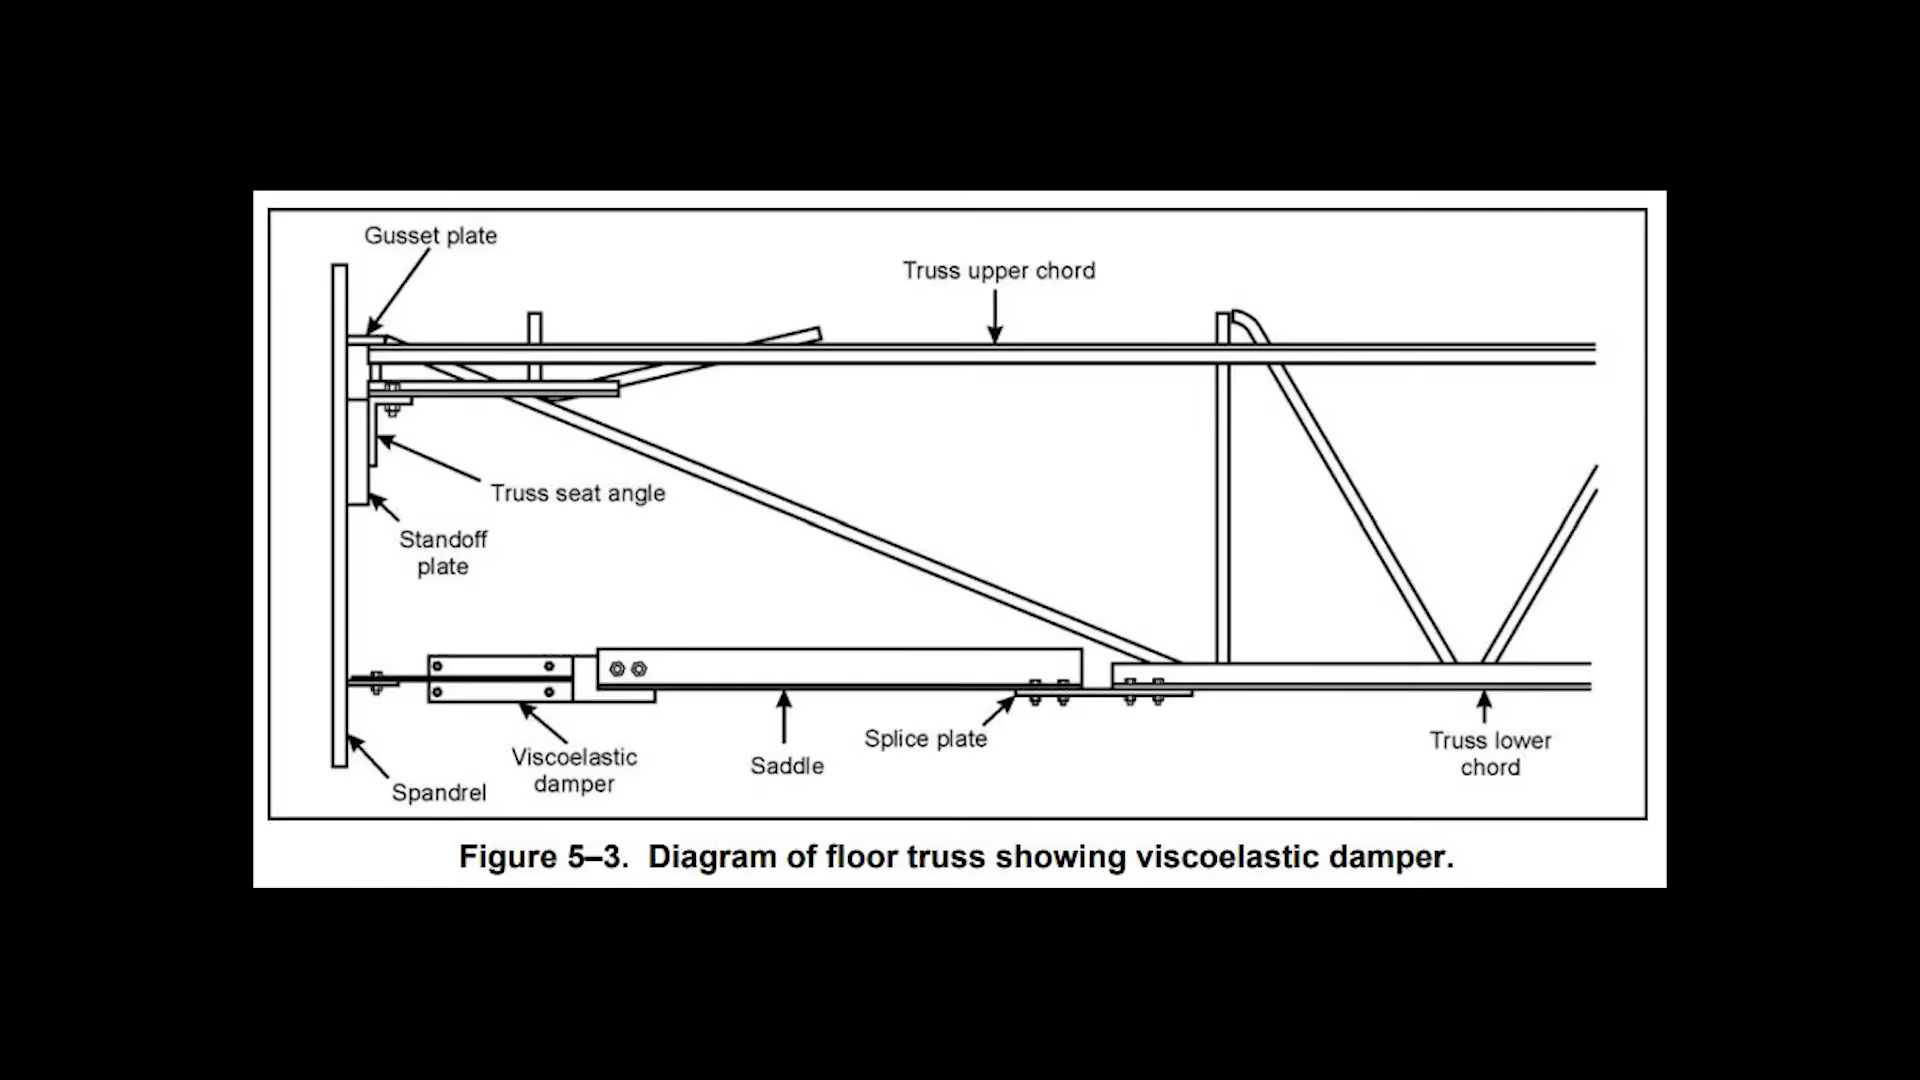 Gusset plate
Truss upper chord
Truss seat angle
Standoff
plate
Splice plate
Truss lower
chord
Viscoelastic
damper
Saddle
Spandrel
Figure 5–3. Diagram of floor truss showing viscoelastic damper.